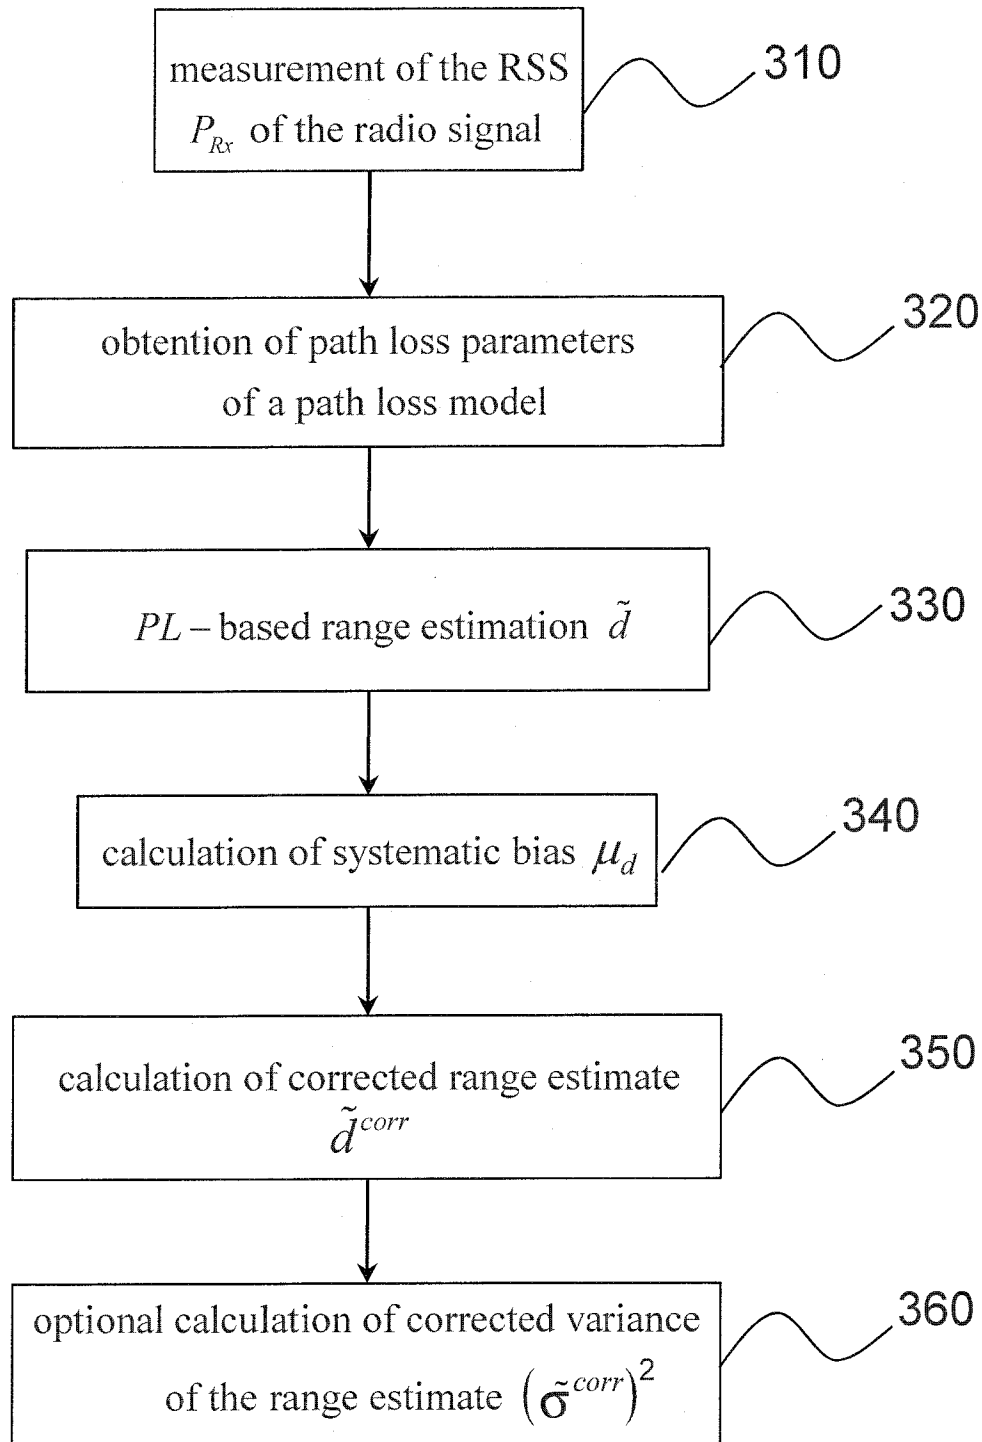 measurement of the RSS
P_Rx of the radio signal
310
320
obtention of path loss parameters
of a path loss model
PL – based range estimation d̃
330
340
calculation of systematic bias μ_d
350
calculation of corrected range estimate
d̃^corr
360
optional calculation of corrected variance
of the range estimate (σ̃^corr)^2